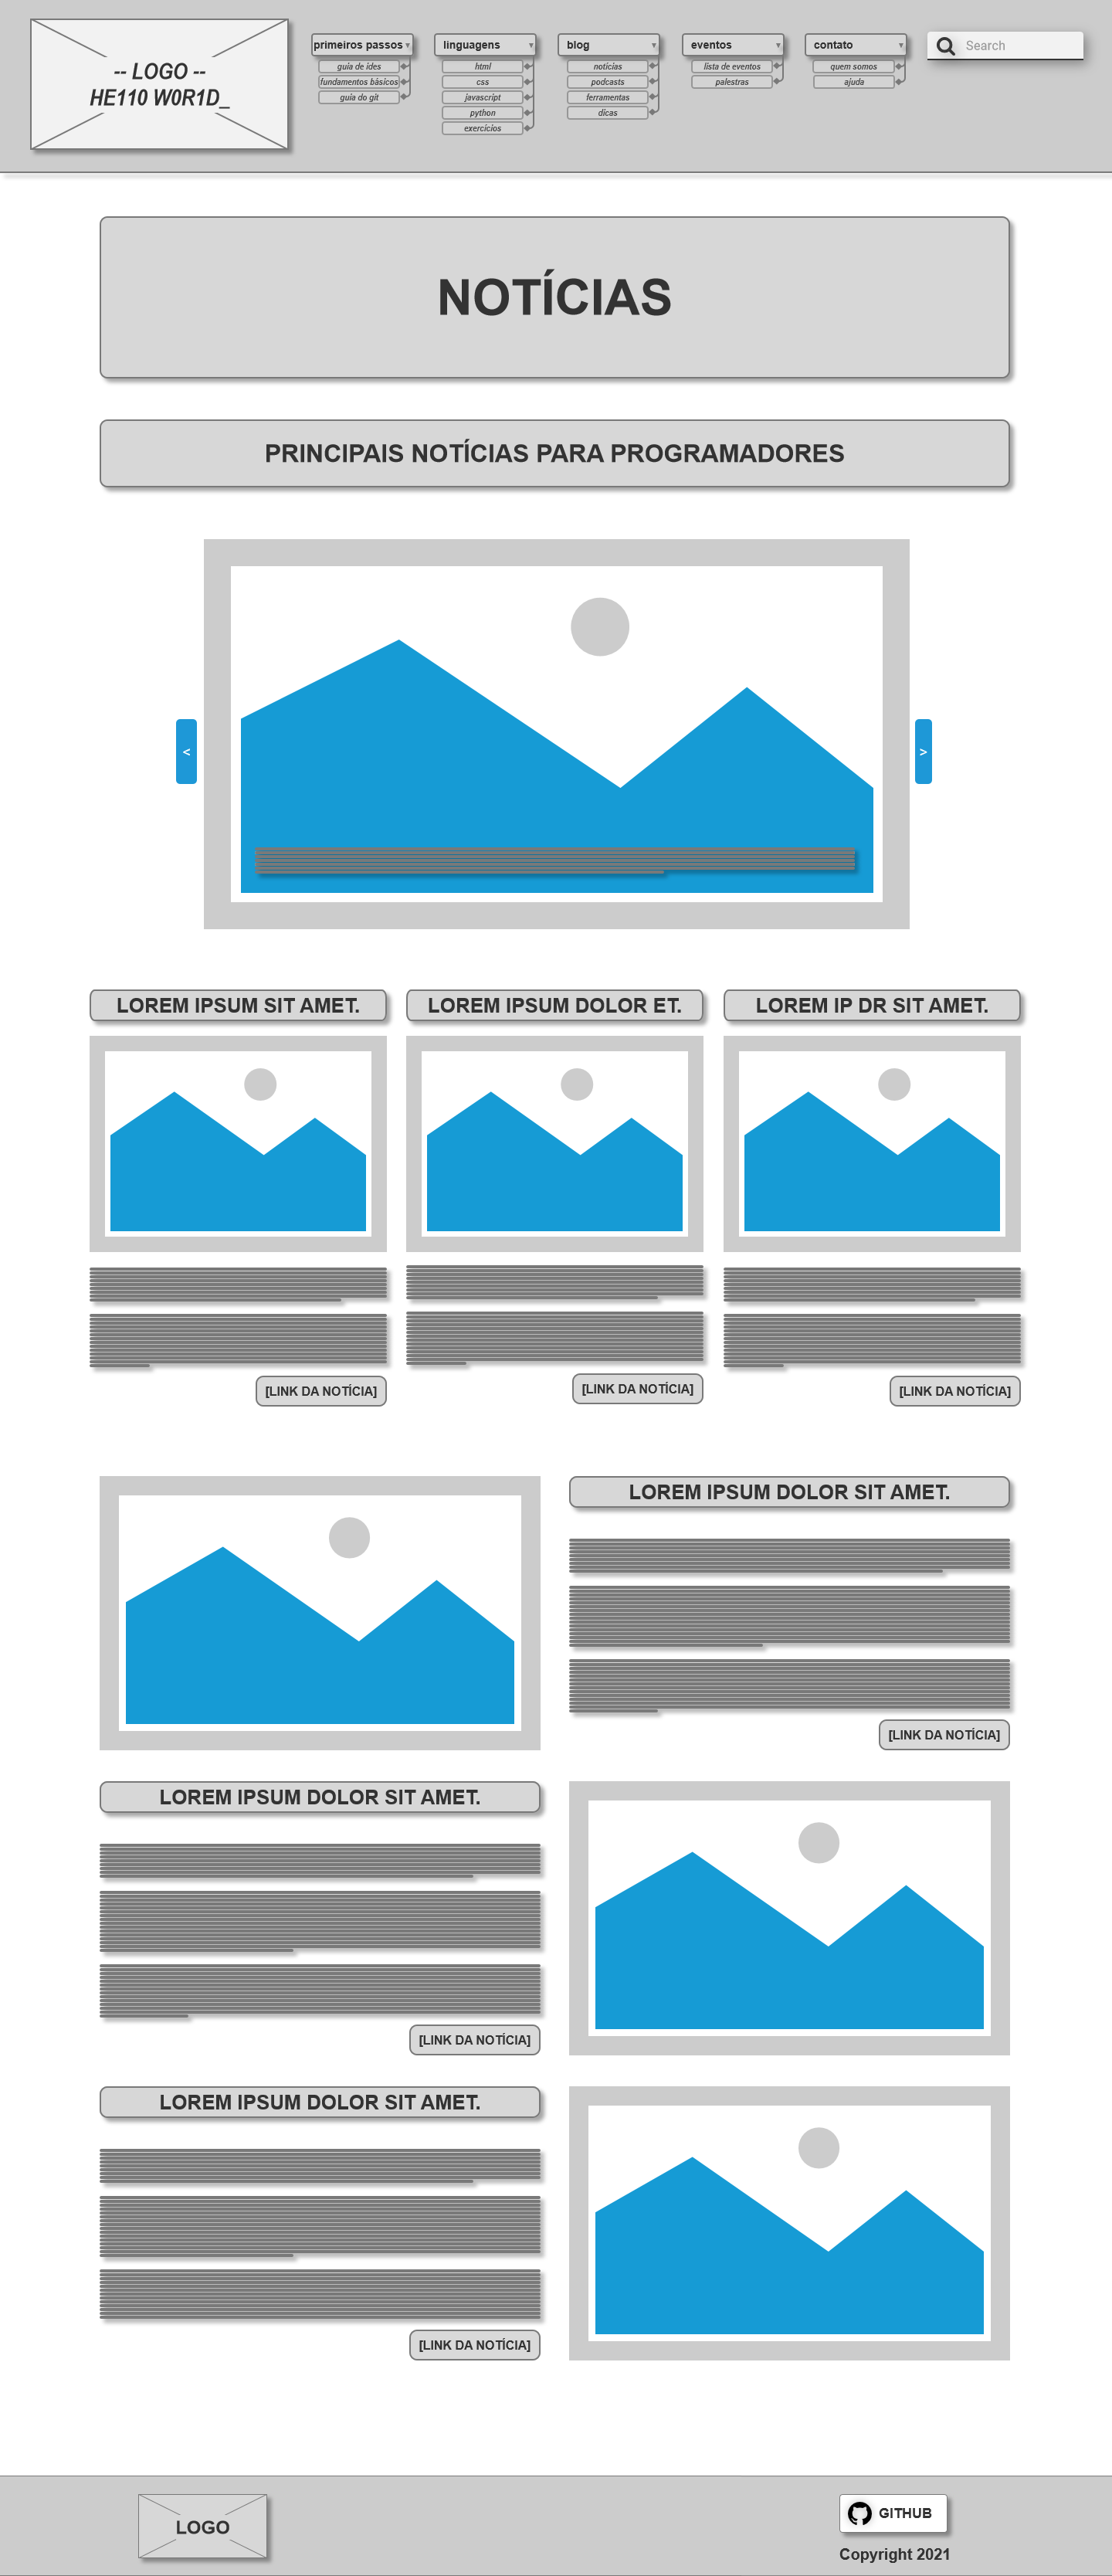 -- LOGO --
HE110 W0R1D_
primeiros passos ▾
guia de ides
fundamentos básicos
guia do git
linguagens ▾
html
css
javascript
python
exercícios
blog ▾
notícias
podcasts
ferramentas
dicas
eventos ▾
lista de eventos
palestras
contato ▾
quem somos
ajuda
Search
NOTÍCIAS
PRINCIPAIS NOTÍCIAS PARA PROGRAMADORES
<
>
LOREM IPSUM SIT AMET.
LOREM IPSUM DOLOR ET.
LOREM IP DR SIT AMET.
[LINK DA NOTÍCIA]
[LINK DA NOTÍCIA]
[LINK DA NOTÍCIA]
LOREM IPSUM DOLOR SIT AMET.
[LINK DA NOTÍCIA]
LOREM IPSUM DOLOR SIT AMET.
[LINK DA NOTÍCIA]
LOREM IPSUM DOLOR SIT AMET.
[LINK DA NOTÍCIA]
LOGO
GITHUB
Copyright 2021